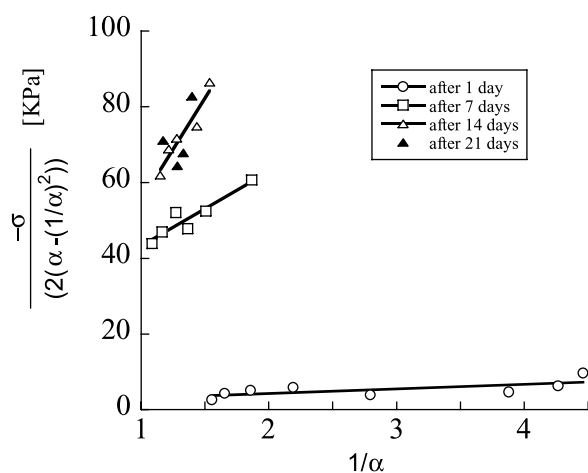 100
80
60
40
20
0
1
2
3
4
1/α
−σ
(2(α-(1/α)²))
[KPa]
after 1 day
after 7 days
after 14 days
after 21 days